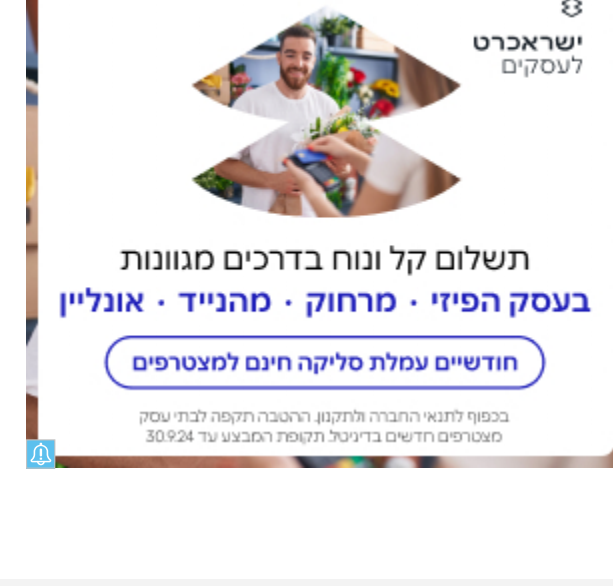 ישראכרט
לעסקים
תשלום קל ונוח בדרכים מגוונות
בעסק הפיזי · מרחוק · מהנייד · אונליין
חודשיים עמלת סליקה חינם למצטרפים
בכפוף לתנאי החברה ולתקנון. ההטבה תקפה לבתי עסק
מצטרפים חדשים בדיגיטל. תקופת המבצע עד 30.9.24